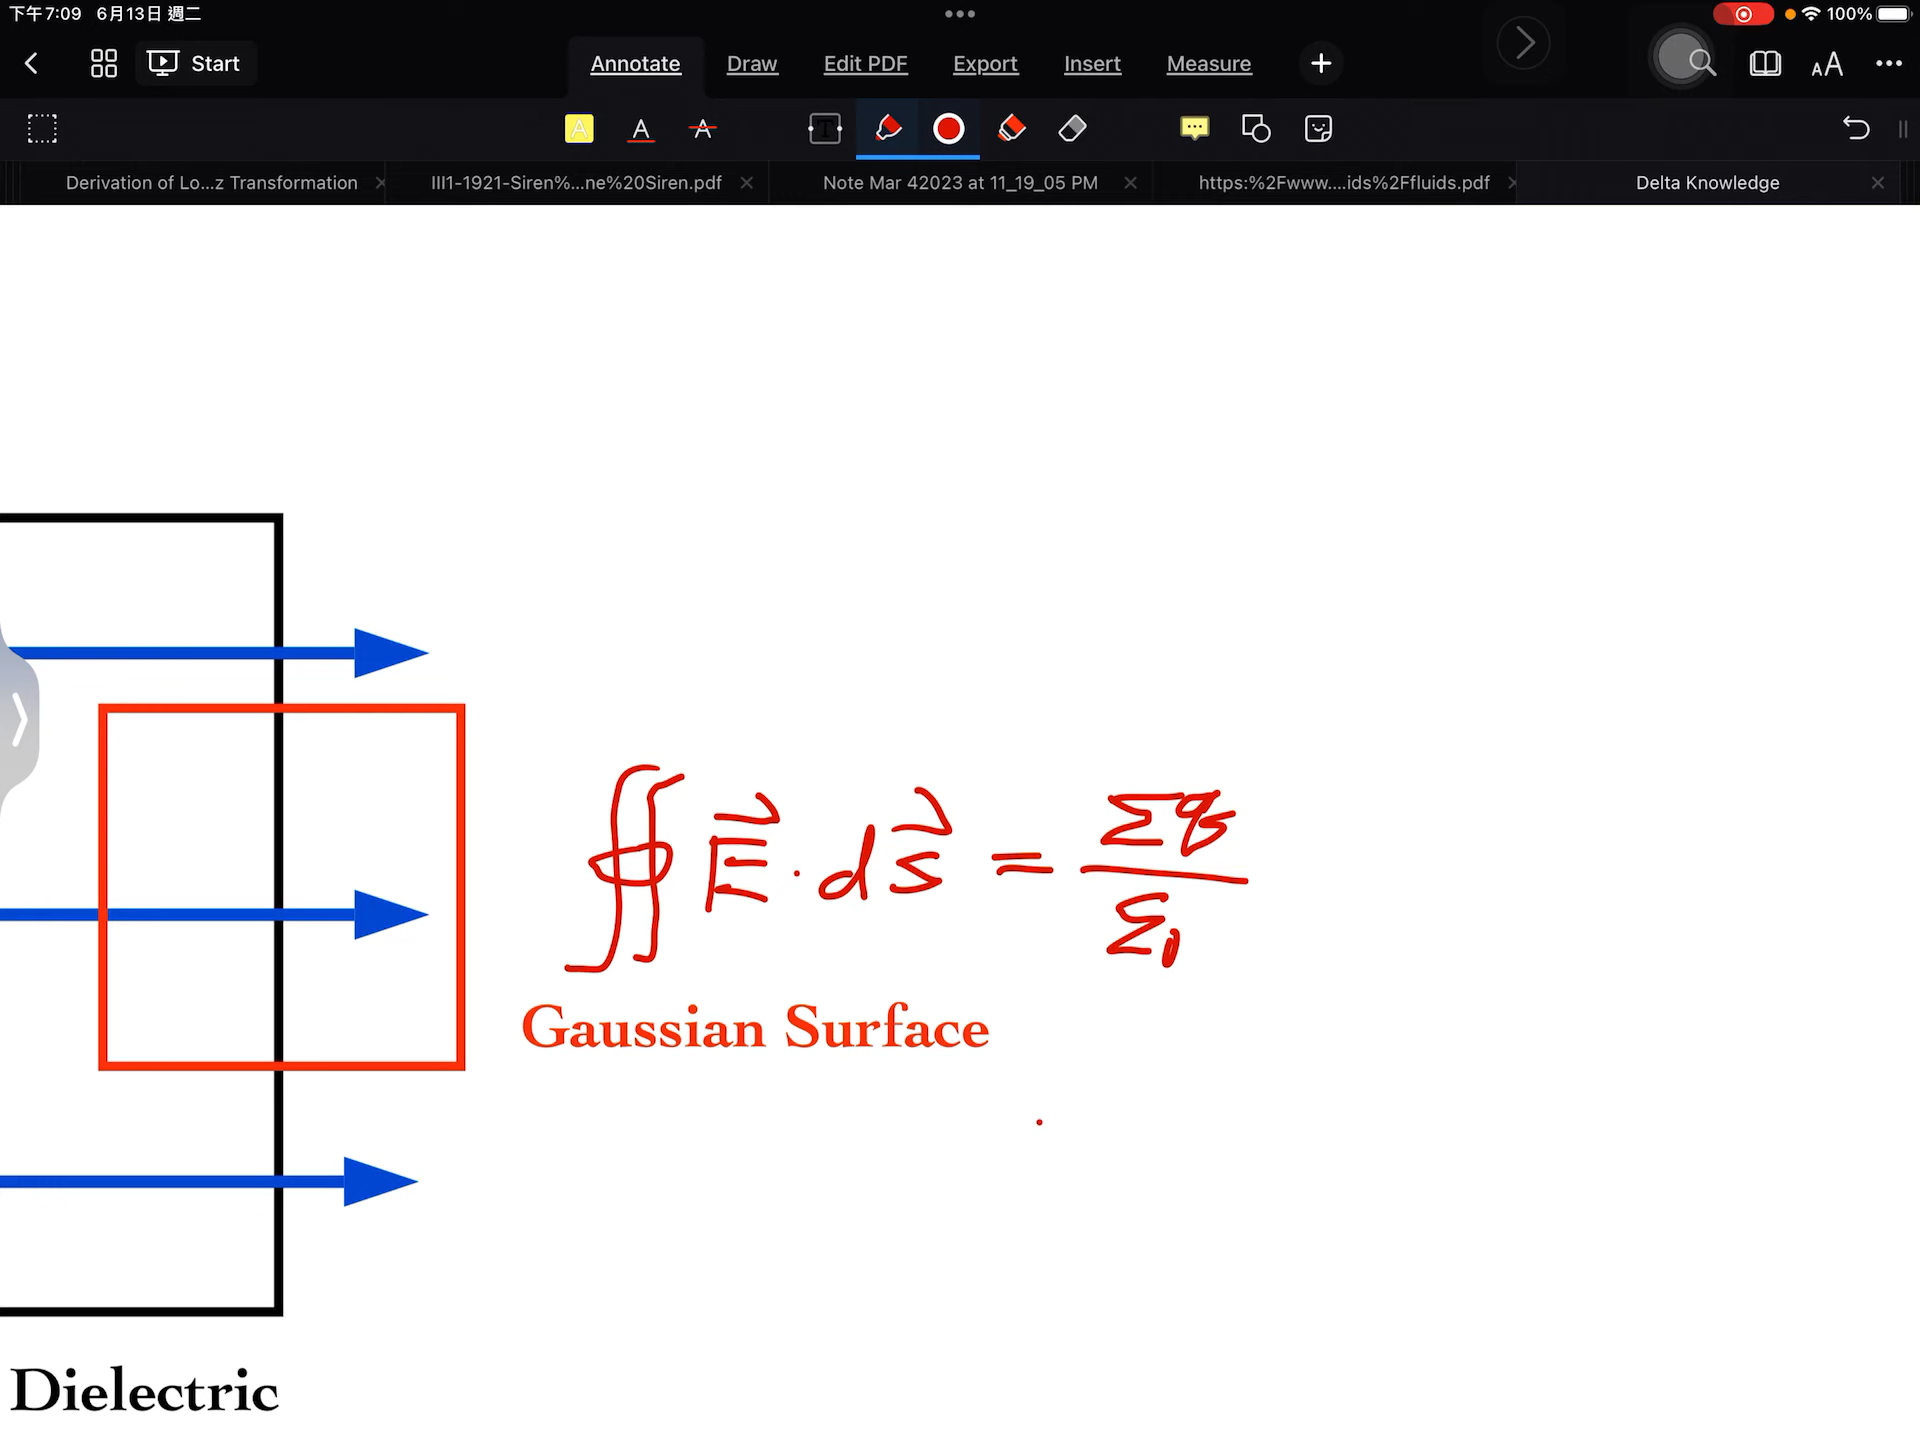 下午7:09 6月13日 週二 100%
Start Annotate Draw Edit PDF Export Insert Measure AA
A A A T
Derivation of Lo...z Transformation III1-1921-Siren%...ne%20Siren.pdf Note Mar 42023 at 11_19_05 PM https:%2Fwww....ids%2Ffluids.pdf Delta Knowledge
∯ E⃗ · ds⃗ = Σq / ε₀
Gaussian Surface
Dielectric